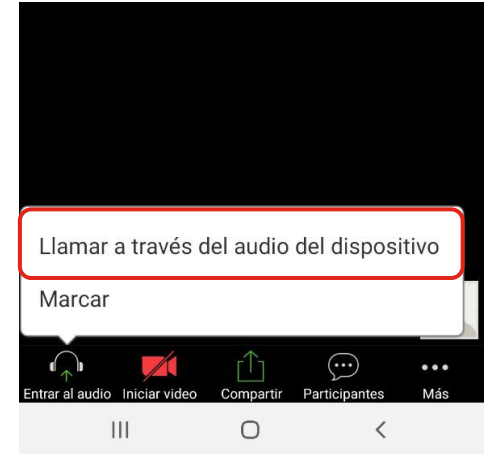 Llamar a través del audio del dispositivo
Marcar
Entrar al audio Iniciar video Compartir Participantes Más